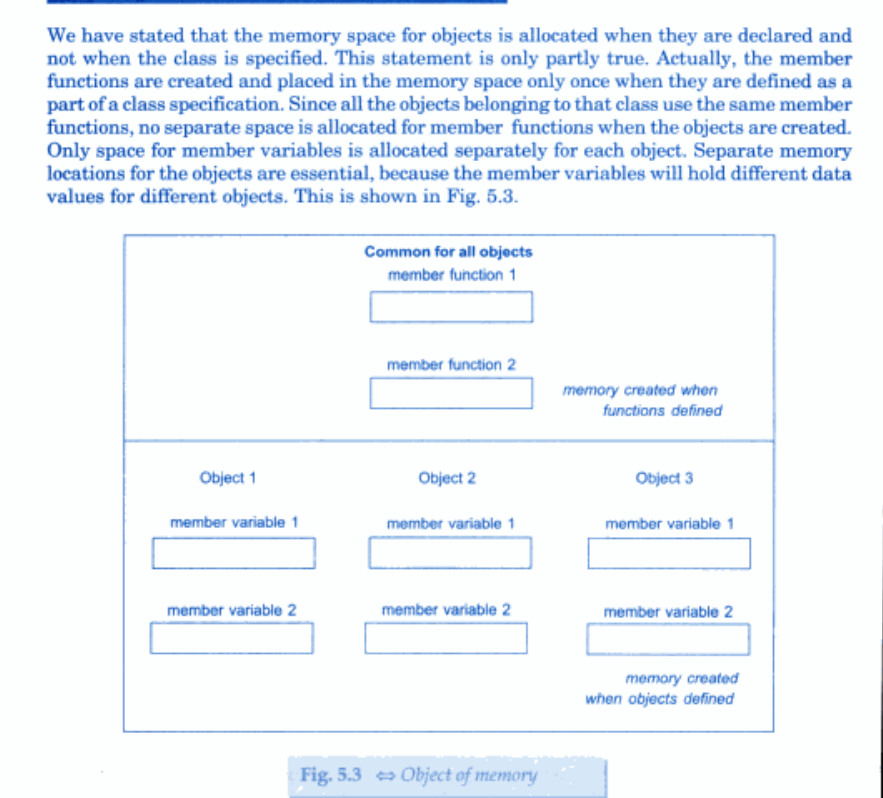 We have stated that the memory space for objects is allocated when they are declared and
not when the class is specified. This statement is only partly true. Actually, the member
functions are created and placed in the memory space only once when they are defined as a
part of a class specification. Since all the objects belonging to that class use the same member
functions, no separate space is allocated for member functions when the objects are created.
Only space for member variables is allocated separately for each object. Separate memory
locations for the objects are essential, because the member variables will hold different data
values for different objects. This is shown in Fig. 5.3.
Common for all objects
member function 1
member function 2
memory created when
functions defined
Object 1 Object 2 Object 3
member variable 1 member variable 1 member variable 1
member variable 2 member variable 2 member variable 2
memory created
when objects defined
Fig. 5.3 ⇔ Object of memory